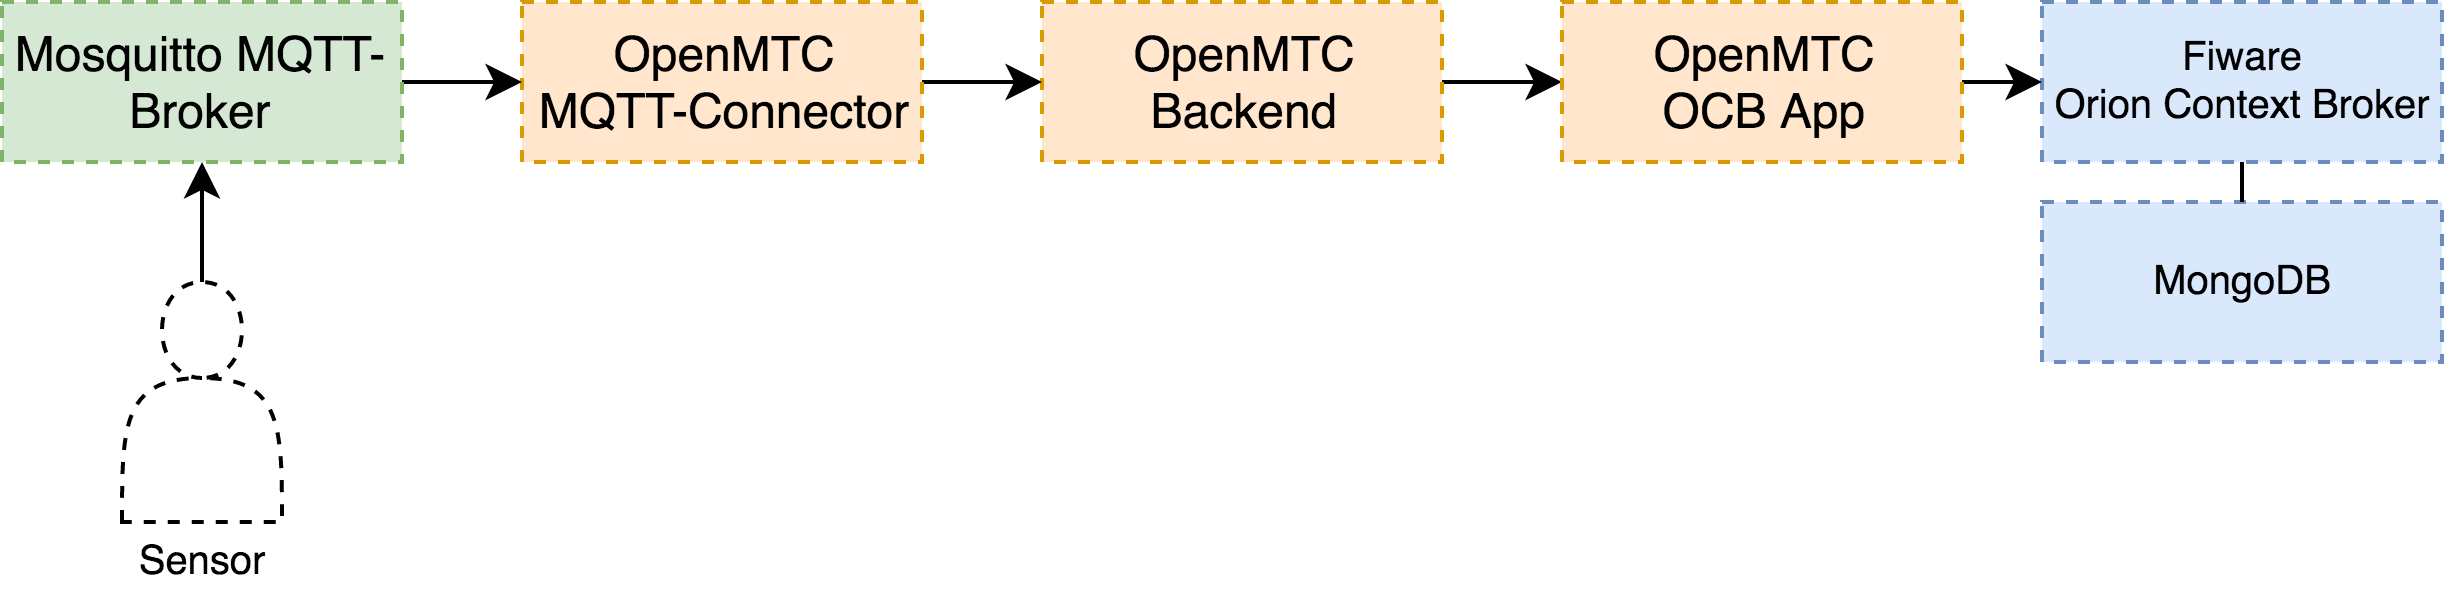 Mosquitto MQTT-
Broker
OpenMTC
MQTT-Connector
OpenMTC
Backend
OpenMTC
OCB App
Fiware
Orion Context Broker
MongoDB
Sensor